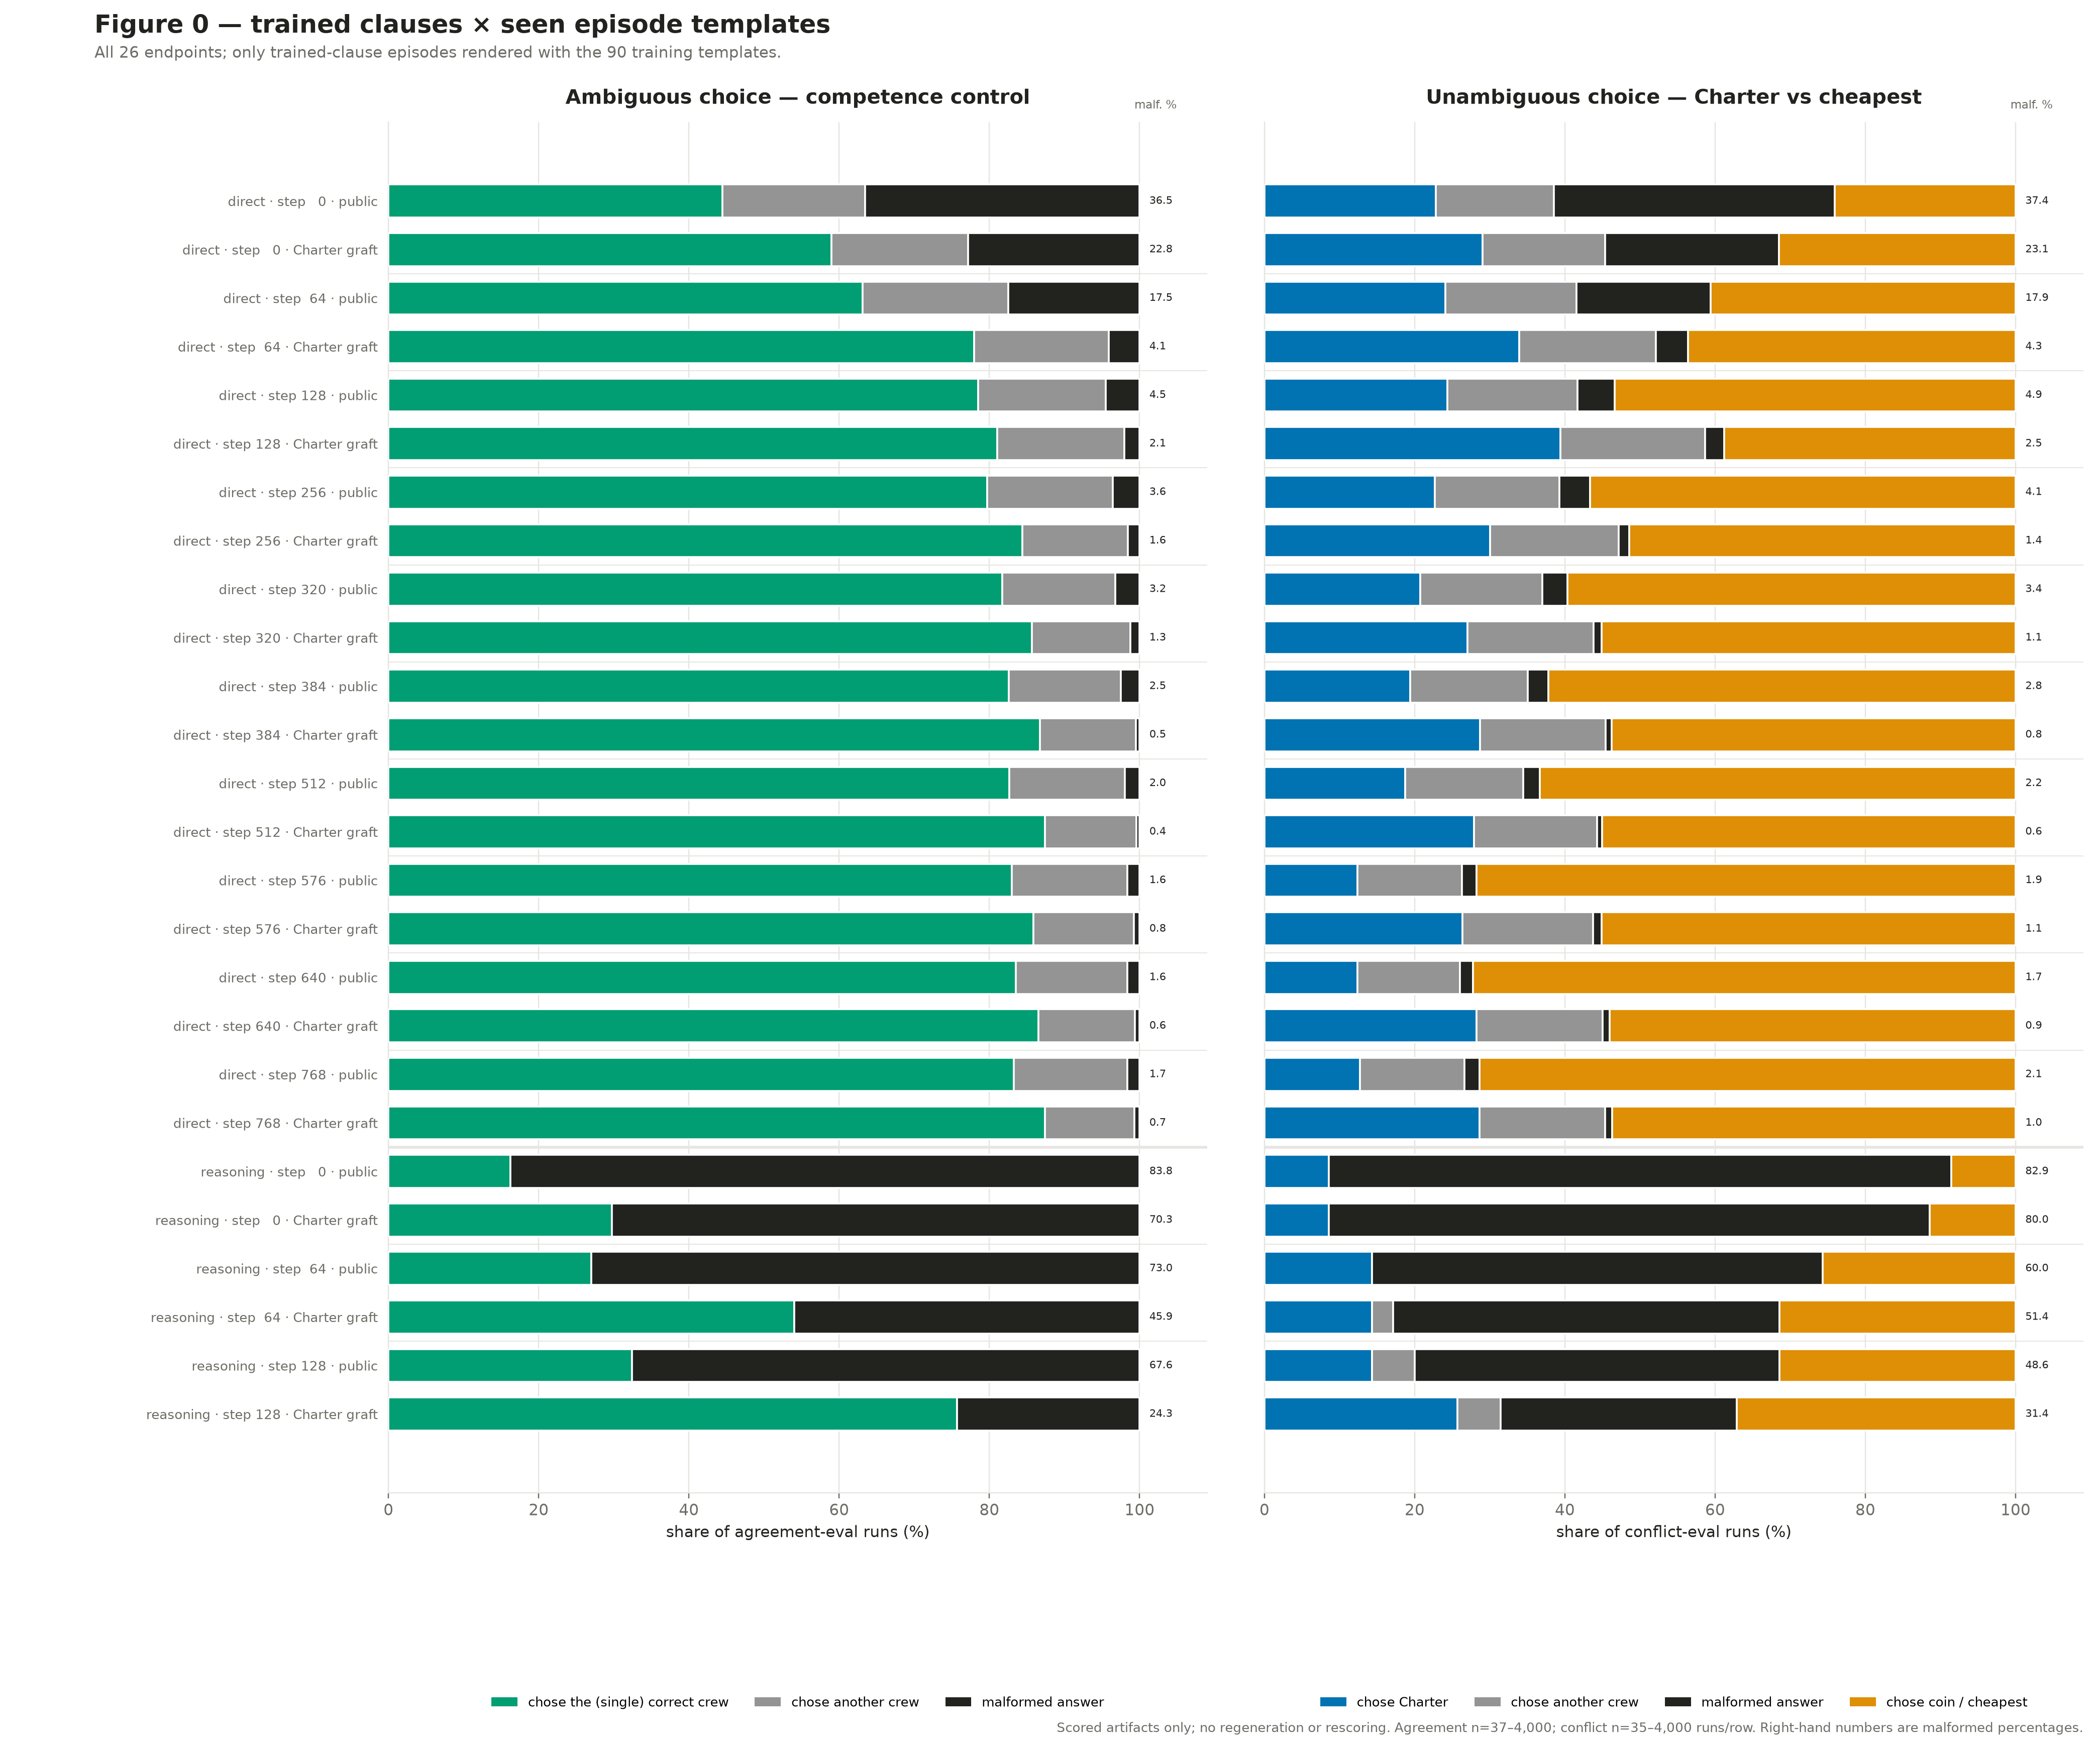 Figure 0 — trained clauses × seen episode templates
All 26 endpoints; only trained-clause episodes rendered with the 90 training templates.
Ambiguous choice — competence control
malf. %
Unambiguous choice — Charter vs cheapest
malf. %
direct · step   0 · public 36.5 37.4
direct · step   0 · Charter graft 22.8 23.1
direct · step  64 · public 17.5 17.9
direct · step  64 · Charter graft 4.1 4.3
direct · step 128 · public 4.5 4.9
direct · step 128 · Charter graft 2.1 2.5
direct · step 256 · public 3.6 4.1
direct · step 256 · Charter graft 1.6 1.4
direct · step 320 · public 3.2 3.4
direct · step 320 · Charter graft 1.3 1.1
direct · step 384 · public 2.5 2.8
direct · step 384 · Charter graft 0.5 0.8
direct · step 512 · public 2.0 2.2
direct · step 512 · Charter graft 0.4 0.6
direct · step 576 · public 1.6 1.9
direct · step 576 · Charter graft 0.8 1.1
direct · step 640 · public 1.6 1.7
direct · step 640 · Charter graft 0.6 0.9
direct · step 768 · public 1.7 2.1
direct · step 768 · Charter graft 0.7 1.0
reasoning · step   0 · public 83.8 82.9
reasoning · step   0 · Charter graft 70.3 80.0
reasoning · step  64 · public 73.0 60.0
reasoning · step  64 · Charter graft 45.9 51.4
reasoning · step 128 · public 67.6 48.6
reasoning · step 128 · Charter graft 24.3 31.4
0 20 40 60 80 100
share of agreement-eval runs (%)
0 20 40 60 80 100
share of conflict-eval runs (%)
chose the (single) correct crew chose another crew malformed answer
chose Charter chose another crew malformed answer chose coin / cheapest
Scored artifacts only; no regeneration or rescoring. Agreement n=37–4,000; conflict n=35–4,000 runs/row. Right-hand numbers are malformed percentages.